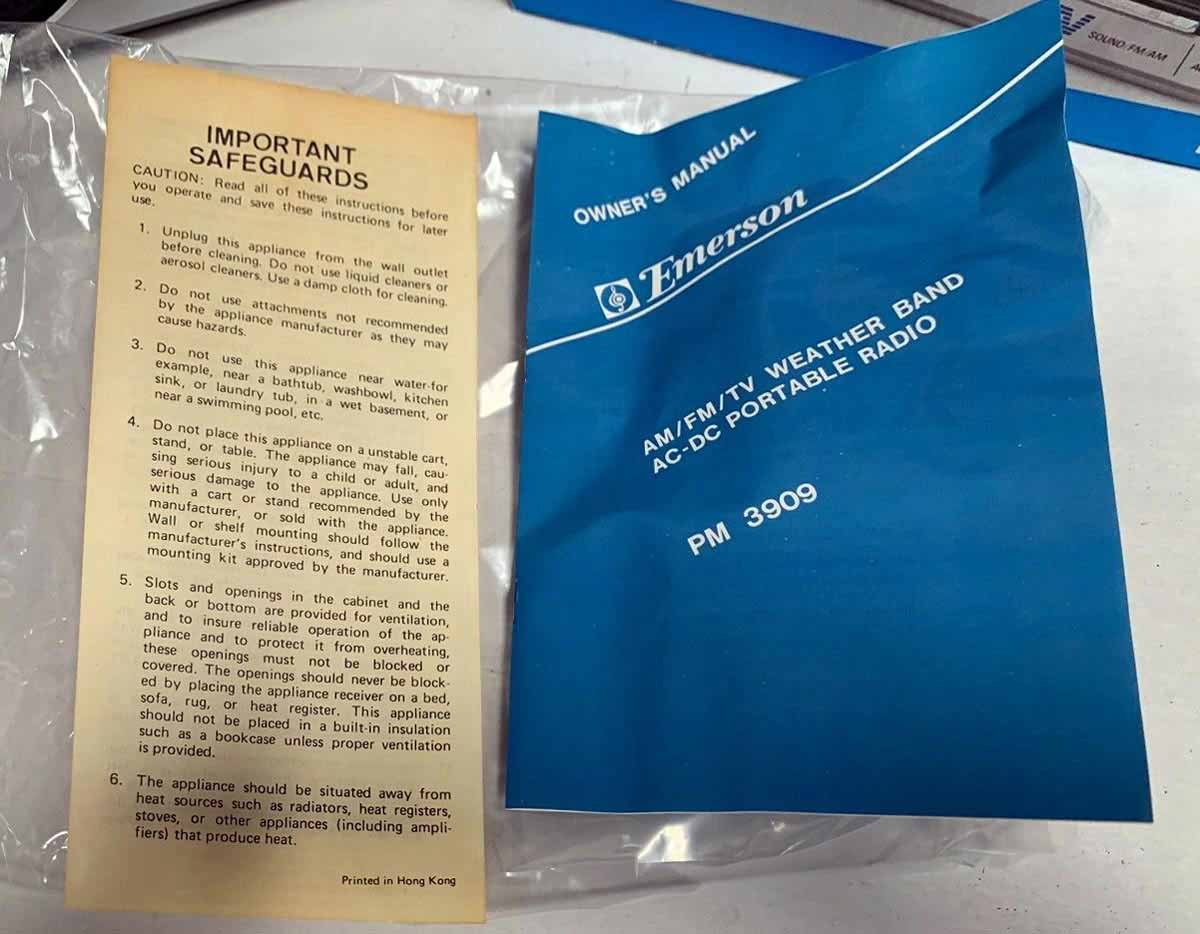 IMPORTANT
SAFEGUARDS
CAUTION: Read all of these instructions before
you operate and save these instructions for later
use.
1. Unplug this appliance from the wall outlet
before cleaning. Do not use liquid cleaners or
aerosol cleaners. Use a damp cloth for cleaning.
2. Do not use attachments not recommended
by the appliance manufacturer as they may
cause hazards.
3. Do not use this appliance near water-for
example, near a bathtub, washbowl, kitchen
sink, or laundry tub, in a wet basement, or
near a swimming pool, etc.
4. Do not place this appliance on a unstable cart,
stand, or table. The appliance may fall, cau-
sing serious injury to a child or adult, and
serious damage to the appliance. Use only
with a cart or stand recommended by the
manufacturer, or sold with the appliance.
Wall or shelf mounting should follow the
manufacturer's instructions, and should use a
mounting kit approved by the manufacturer.
5. Slots and openings in the cabinet and the
back or bottom are provided for ventilation,
and to insure reliable operation of the ap-
pliance and to protect it from overheating,
these openings must not be blocked or
covered. The openings should never be block-
ed by placing the appliance receiver on a bed,
sofa, rug, or heat register. This appliance
should not be placed in a built-in insulation
such as a bookcase unless proper ventilation
is provided.
6. The appliance should be situated away from
heat sources such as radiators, heat registers,
stoves, or other appliances (including ampli-
fiers) that produce heat.
Printed in Hong Kong
OWNER'S MANUAL
Emerson
AM/FM/TV WEATHER BAND
AC-DC PORTABLE RADIO
PM 3909
SOUND/FM/AM